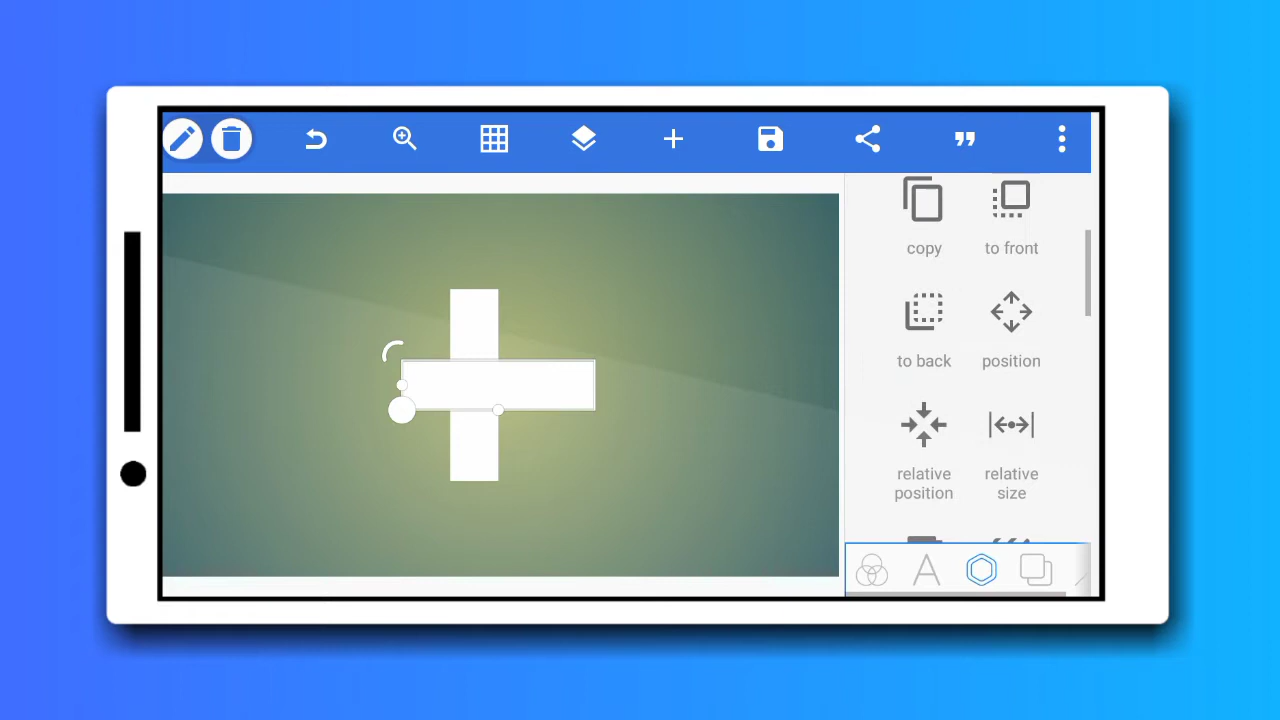 copy
to front
to back
position
relative
position
relative
size